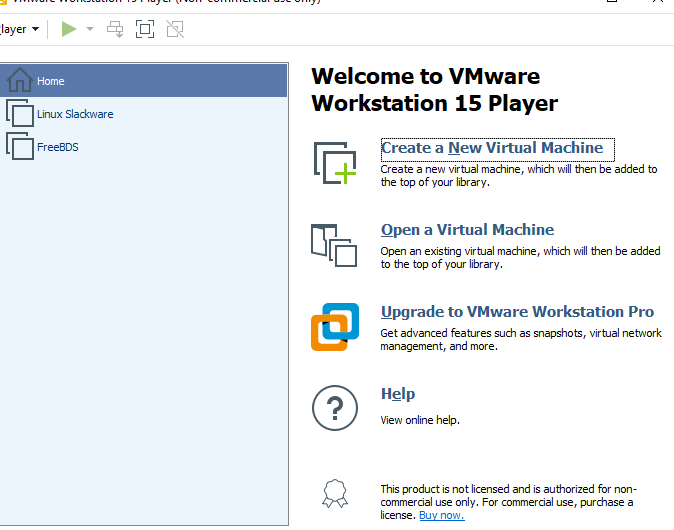 VMware Workstation 15 Player (Non-commercial use only)
layer
Home
Linux Slackware
FreeBDS
Welcome to VMware
Workstation 15 Player
Create a New Virtual Machine
Create a new virtual machine, which will then be added to
the top of your library.
Open a Virtual Machine
Open an existing virtual machine, which will then be added
to the top of your library.
Upgrade to VMware Workstation Pro
Get advanced features such as snapshots, virtual network
management, and more.
?
Help
View online help.
This product is not licensed and is authorized for non-
commercial use only. For commercial use, purchase a
license. Buy now.